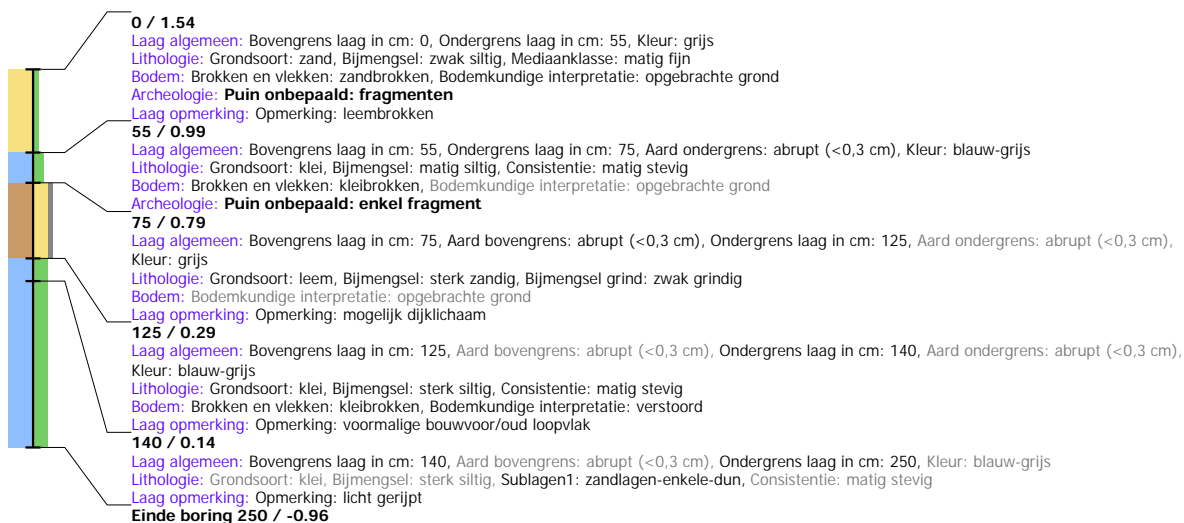 0 / 1.54
Laag algemeen: Bovengrens laag in cm: 0, Ondergrens laag in cm: 55, Kleur: grijs
Lithologie: Grondsoort: zand, Bijmengsel: zwak siltig, Mediaanklasse: matig fijn
Bodem: Brokken en vlekken: zandbrokken, Bodemkundige interpretatie: opgebrachte grond
Archeologie: Puin onbepaald: fragmenten
Laag opmerking: Opmerking: leembrokken
55 / 0.99
Laag algemeen: Bovengrens laag in cm: 55, Ondergrens laag in cm: 75, Aard ondergrens: abrupt (<0,3 cm), Kleur: blauw-grijs
Lithologie: Grondsoort: klei, Bijmengsel: matig siltig, Consistentie: matig stevig
Bodem: Brokken en vlekken: kleibrokken, Bodemkundige interpretatie: opgebrachte grond
Archeologie: Puin onbepaald: enkel fragment
75 / 0.79
Laag algemeen: Bovengrens laag in cm: 75, Aard bovengrens: abrupt (<0,3 cm), Ondergrens laag in cm: 125, Aard ondergrens: abrupt (<0,3 cm),
Kleur: grijs
Lithologie: Grondsoort: leem, Bijmengsel: sterk zandig, Bijmengsel grind: zwak grindig
Bodem: Bodemkundige interpretatie: opgebrachte grond
Laag opmerking: Opmerking: mogelijk dijklichaam
125 / 0.29
Laag algemeen: Bovengrens laag in cm: 125, Aard bovengrens: abrupt (<0,3 cm), Ondergrens laag in cm: 140, Aard ondergrens: abrupt (<0,3 cm),
Kleur: blauw-grijs
Lithologie: Grondsoort: klei, Bijmengsel: sterk siltig, Consistentie: matig stevig
Bodem: Brokken en vlekken: kleibrokken, Bodemkundige interpretatie: verstoord
Laag opmerking: Opmerking: voormalige bouwvoor/oud loopvlak
140 / 0.14
Laag algemeen: Bovengrens laag in cm: 140, Aard bovengrens: abrupt (<0,3 cm), Ondergrens laag in cm: 250, Kleur: blauw-grijs
Lithologie: Grondsoort: klei, Bijmengsel: sterk siltig, Sublagen1: zandlagen-enkele-dun, Consistentie: matig stevig
Laag opmerking: Opmerking: licht gerijpt
Einde boring 250 / -0.96